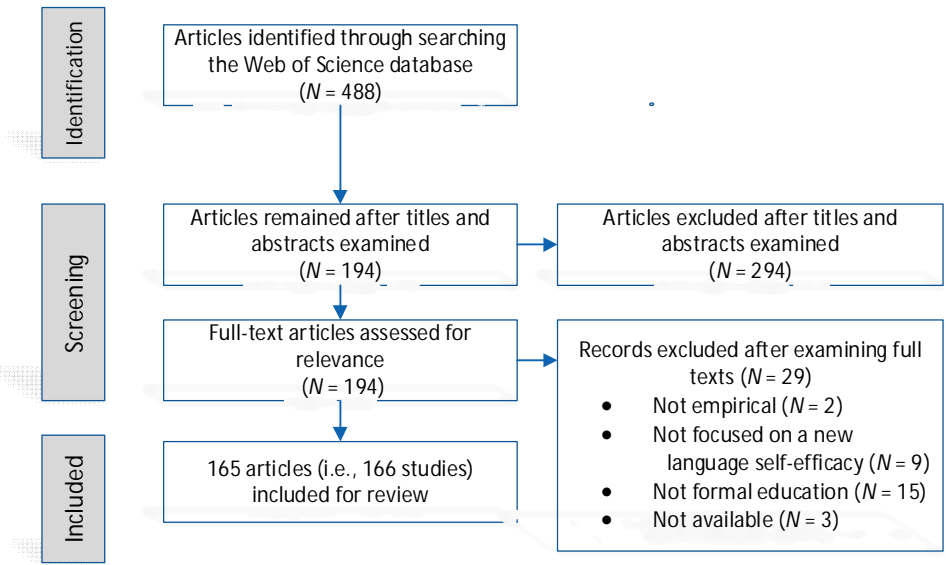 Identification
Articles identified through searching
the Web of Science database
(N = 488)
Screening
Articles remained after titles and
abstracts examined
(N = 194)
Articles excluded after titles and
abstracts examined
(N = 294)
Full-text articles assessed for
relevance
(N = 194)
Records excluded after examining full
texts (N = 29)
• Not empirical (N = 2)
• Not focused on a new
language self-efficacy (N = 9)
• Not formal education (N = 15)
• Not available (N = 3)
Included
165 articles (i.e., 166 studies)
included for review